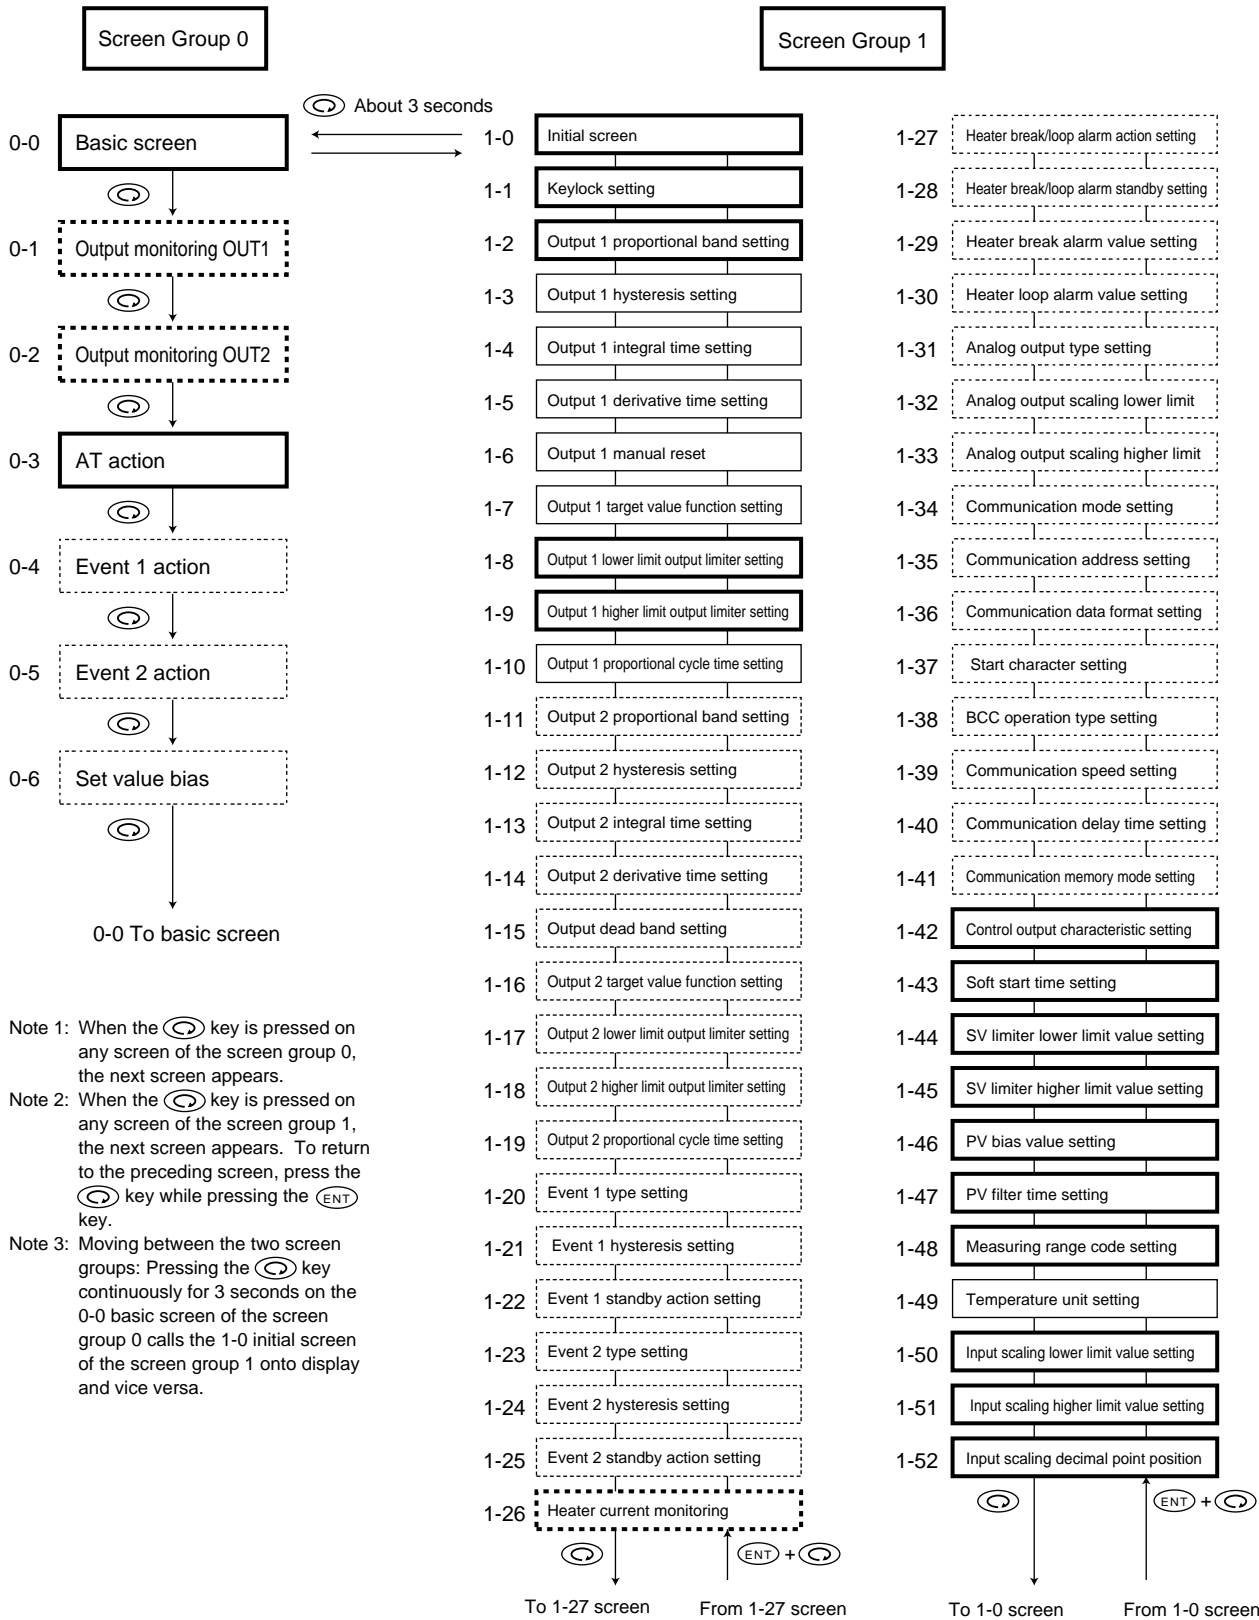 Screen Group 0
Screen Group 1
About 3 seconds
0-0 Basic screen
0-1 Output monitoring OUT1
0-2 Output monitoring OUT2
0-3 AT action
0-4 Event 1 action
0-5 Event 2 action
0-6 Set value bias
0-0 To basic screen
Note 1: When the key is pressed on
any screen of the screen group 0,
the next screen appears.
Note 2: When the key is pressed on
any screen of the screen group 1,
the next screen appears. To return
to the preceding screen, press the
key while pressing the ENT
key.
Note 3: Moving between the two screen
groups: Pressing the key
continuously for 3 seconds on the
0-0 basic screen of the screen
group 0 calls the 1-0 initial screen
of the screen group 1 onto display
and vice versa.
1-0 Initial screen
1-1 Keylock setting
1-2 Output 1 proportional band setting
1-3 Output 1 hysteresis setting
1-4 Output 1 integral time setting
1-5 Output 1 derivative time setting
1-6 Output 1 manual reset
1-7 Output 1 target value function setting
1-8 Output 1 lower limit output limiter setting
1-9 Output 1 higher limit output limiter setting
1-10 Output 1 proportional cycle time setting
1-11 Output 2 proportional band setting
1-12 Output 2 hysteresis setting
1-13 Output 2 integral time setting
1-14 Output 2 derivative time setting
1-15 Output dead band setting
1-16 Output 2 target value function setting
1-17 Output 2 lower limit output limiter setting
1-18 Output 2 higher limit output limiter setting
1-19 Output 2 proportional cycle time setting
1-20 Event 1 type setting
1-21 Event 1 hysteresis setting
1-22 Event 1 standby action setting
1-23 Event 2 type setting
1-24 Event 2 hysteresis setting
1-25 Event 2 standby action setting
1-26 Heater current monitoring
ENT +
To 1-27 screen
From 1-27 screen
1-27 Heater break/loop alarm action setting
1-28 Heater break/loop alarm standby setting
1-29 Heater break alarm value setting
1-30 Heater loop alarm value setting
1-31 Analog output type setting
1-32 Analog output scaling lower limit
1-33 Analog output scaling higher limit
1-34 Communication mode setting
1-35 Communication address setting
1-36 Communication data format setting
1-37 Start character setting
1-38 BCC operation type setting
1-39 Communication speed setting
1-40 Communication delay time setting
1-41 Communication memory mode setting
1-42 Control output characteristic setting
1-43 Soft start time setting
1-44 SV limiter lower limit value setting
1-45 SV limiter higher limit value setting
1-46 PV bias value setting
1-47 PV filter time setting
1-48 Measuring range code setting
1-49 Temperature unit setting
1-50 Input scaling lower limit value setting
1-51 Input scaling higher limit value setting
1-52 Input scaling decimal point position
ENT +
To 1-0 screen
From 1-0 screen